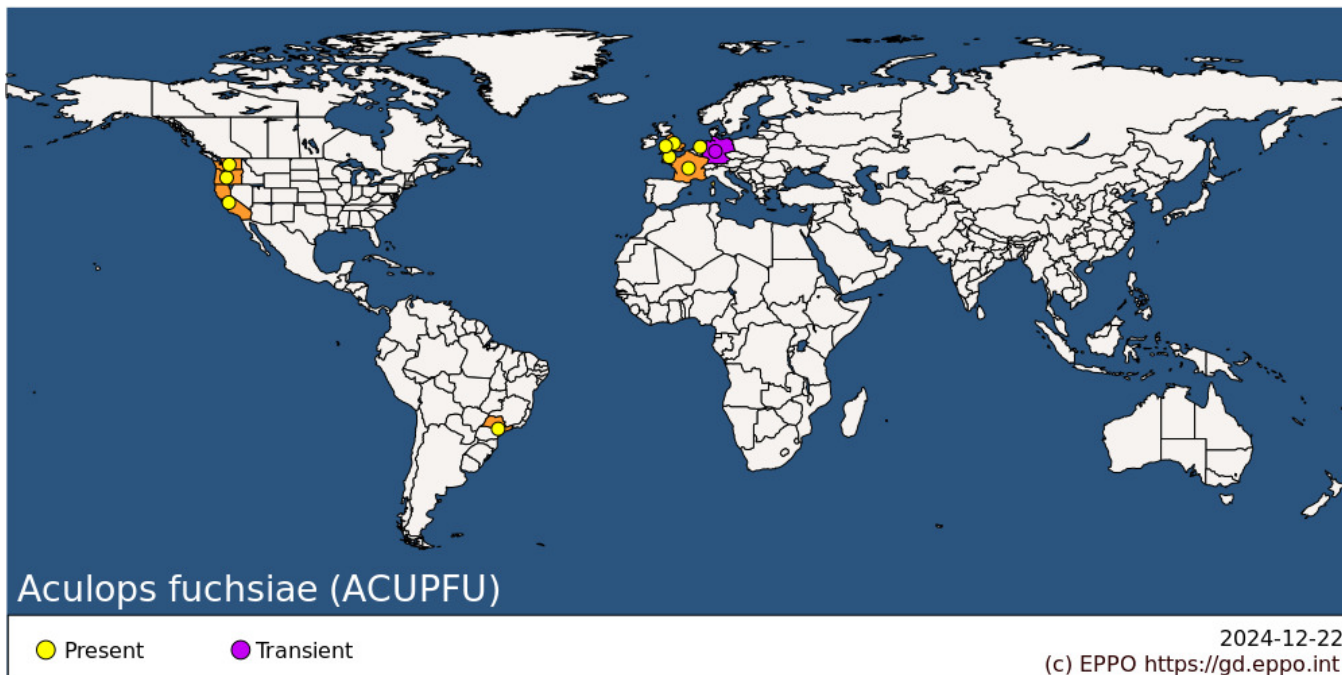 Aculops fuchsiae (ACUPFU)
Present
Transient
2024-12-22
(c) EPPO https://gd.eppo.int